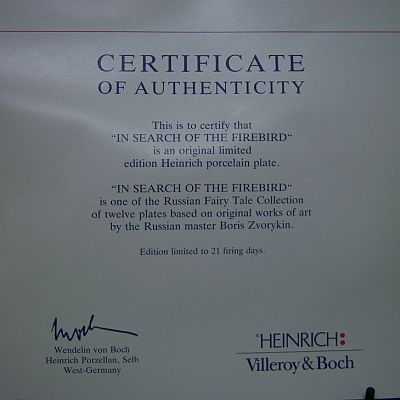 CERTIFICATE
OF AUTHENTICITY
This is to certify that
"IN SEARCH OF THE FIREBIRD"
is an original limited
edition Heinrich porcelain plate.
"IN SEARCH OF THE FIREBIRD"
is one of the Russian Fairy Tale Collection
of twelve plates based on original works of art
by the Russian master Boris Zvorykin.
Edition limited to 21 firing days.
Wendelin von Boch
Heinrich Porzellan, Selb
West-Germany
HEINRICH:
Villeroy & Boch